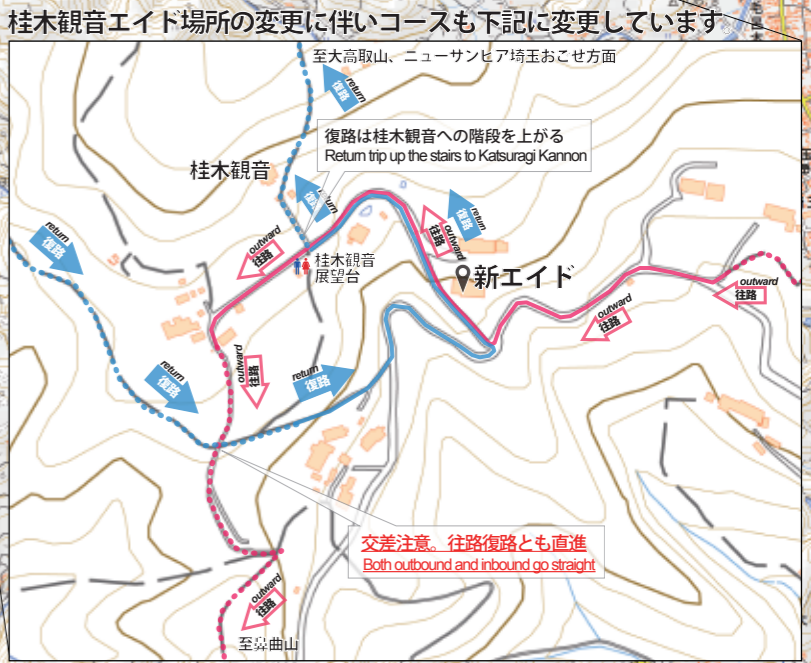 桂木観音エイド場所の変更に伴いコースも下記に変更しています
至大高取山、ニューサンピア埼玉おごせ方面
return
復路
復路は桂木観音への階段を上がる
Return trip up the stairs to Katsuragi Kannon
桂木観音
return
復路
return
復路
return
復路
outward
往路
outward
往路
桂木観音
展望台
新エイド
outward
往路
outward
往路
outward
往路
return
復路
return
復路
交差注意。往路復路とも直進
Both outbound and inbound go straight
outward
往路
至鼻曲山